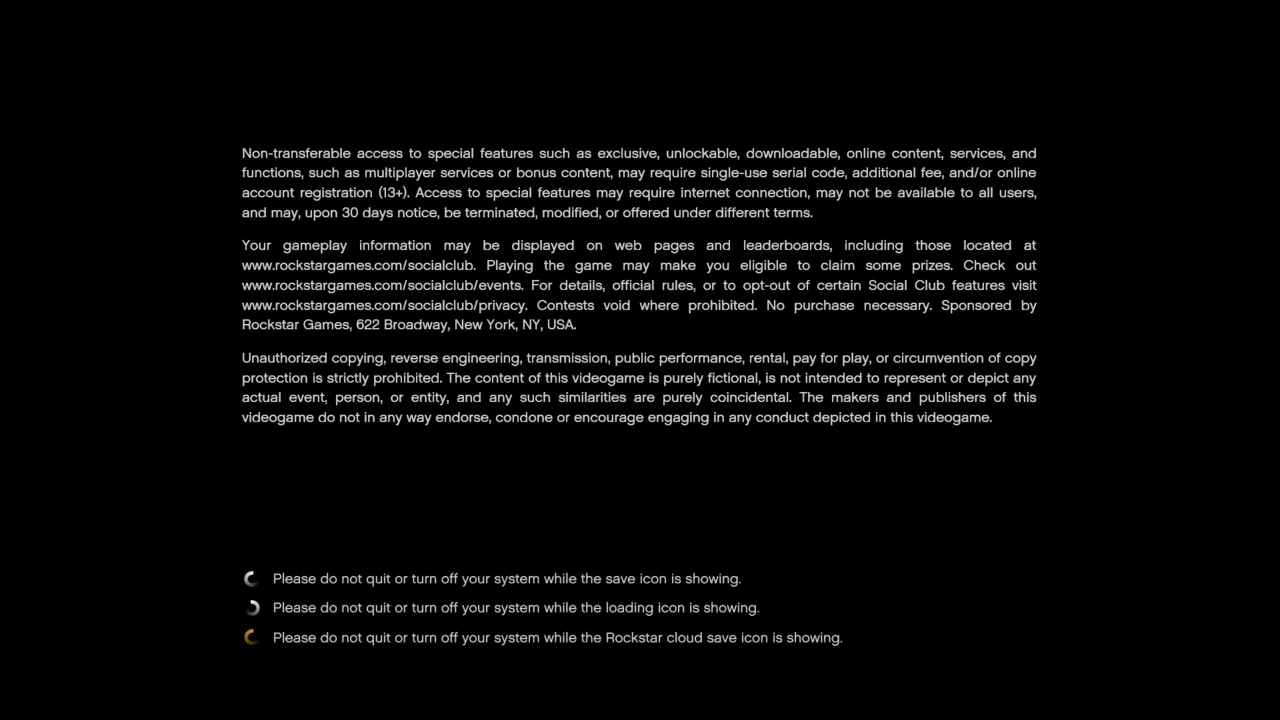 Non-transferable access to special features such as exclusive, unlockable, downloadable, online content, services, and
functions, such as multiplayer services or bonus content, may require single-use serial code, additional fee, and/or online
account registration (13+). Access to special features may require internet connection, may not be available to all users,
and may, upon 30 days notice, be terminated, modified, or offered under different terms.
Your gameplay information may be displayed on web pages and leaderboards, including those located at
www.rockstargames.com/socialclub. Playing the game may make you eligible to claim some prizes. Check out
www.rockstargames.com/socialclub/events. For details, official rules, or to opt-out of certain Social Club features visit
www.rockstargames.com/socialclub/privacy. Contests void where prohibited. No purchase necessary. Sponsored by
Rockstar Games, 622 Broadway, New York, NY, USA.
Unauthorized copying, reverse engineering, transmission, public performance, rental, pay for play, or circumvention of copy
protection is strictly prohibited. The content of this videogame is purely fictional, is not intended to represent or depict any
actual event, person, or entity, and any such similarities are purely coincidental. The makers and publishers of this
videogame do not in any way endorse, condone or encourage engaging in any conduct depicted in this videogame.
Please do not quit or turn off your system while the save icon is showing.
Please do not quit or turn off your system while the loading icon is showing.
Please do not quit or turn off your system while the Rockstar cloud save icon is showing.